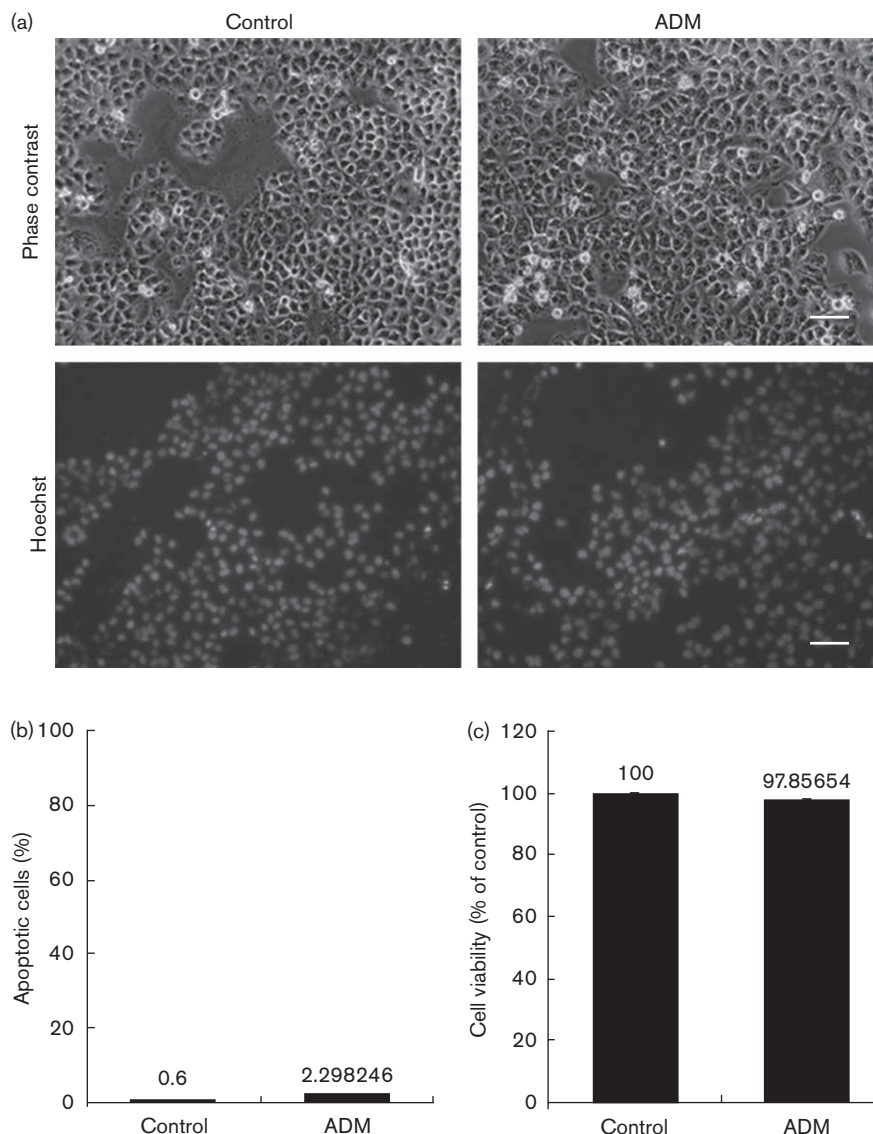 (a)
Control
ADM
Phase contrast
Hoechst
(b)
Apoptotic cells (%)
100
80
60
40
20
0
0.6
2.298246
Control
ADM
(c)
Cell viability (% of control)
120
100
80
60
40
20
0
100
97.85654
Control
ADM